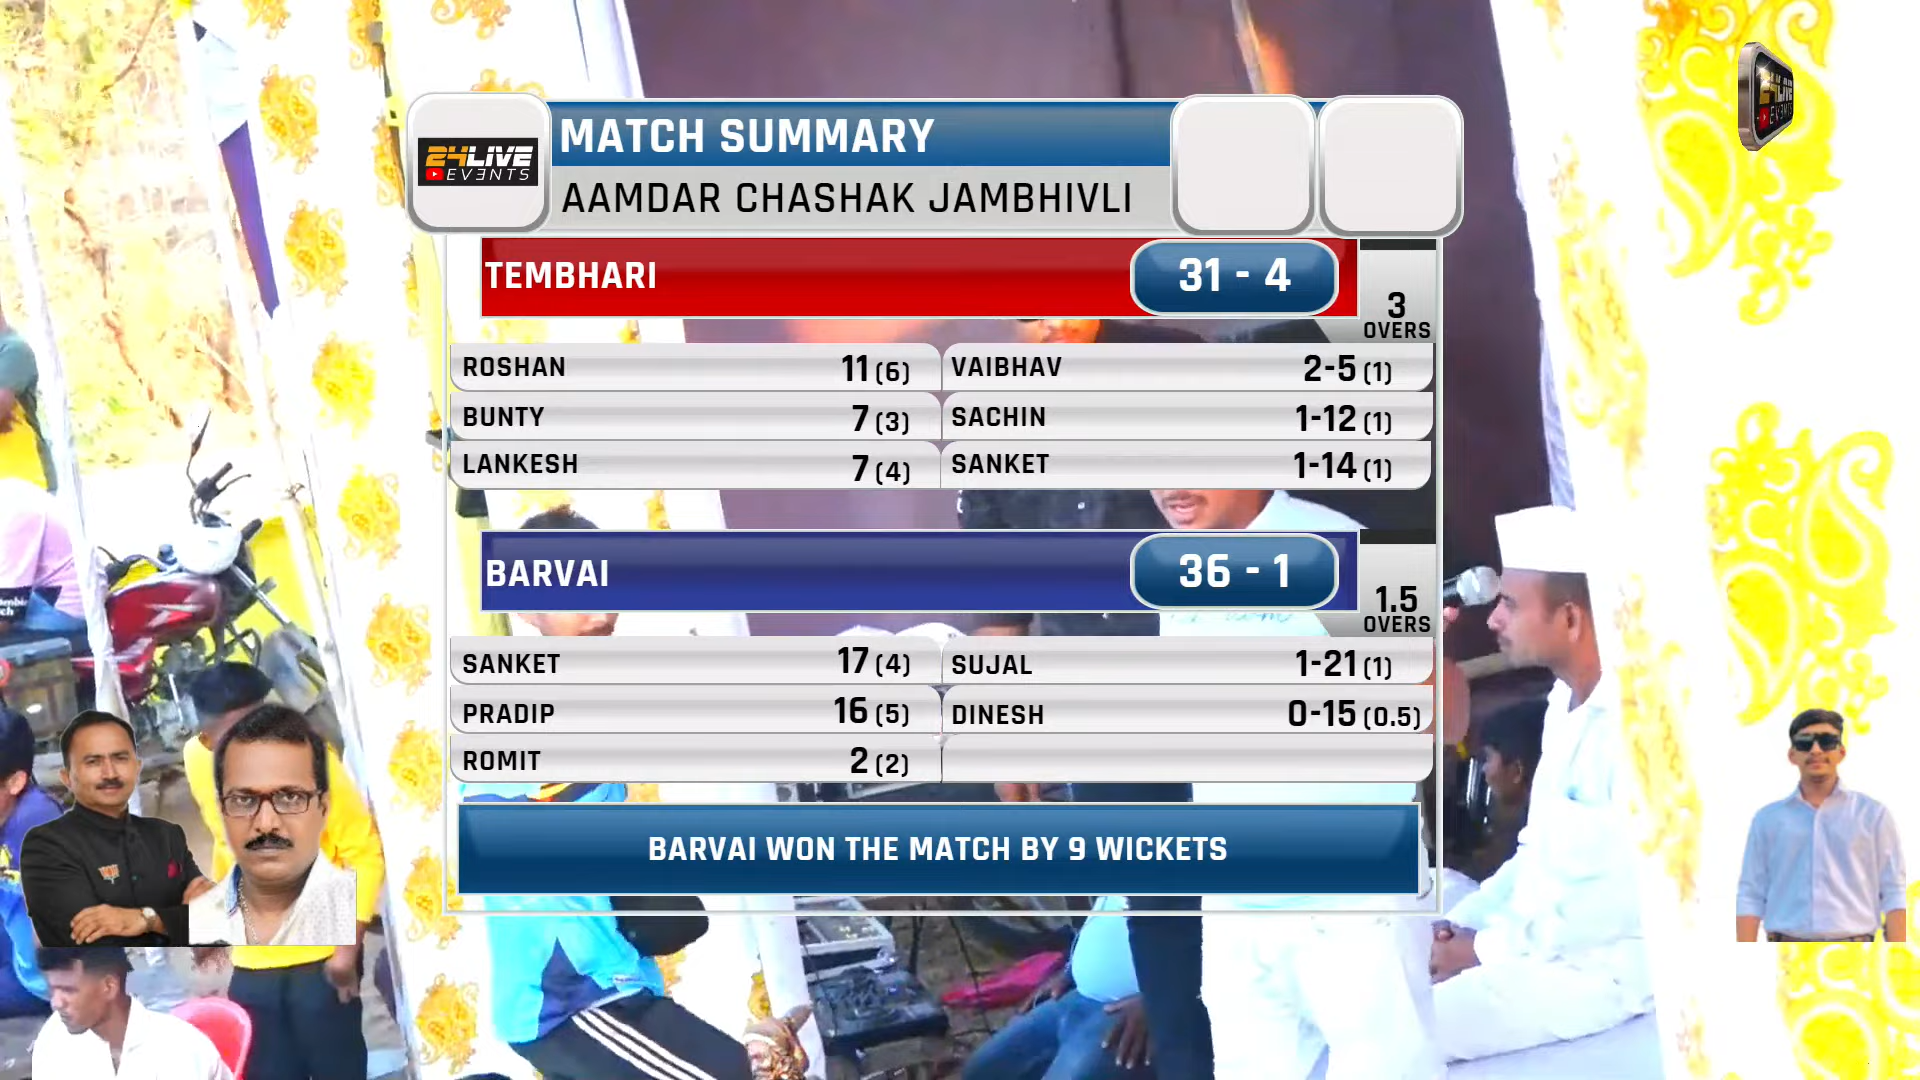 24LIVE
EVENTS
MATCH SUMMARY
AAMDAR CHASHAK JAMBHIVLI
24LIVE
EVENTS
TEMBHARI 31 - 4
3
OVERS
ROSHAN 11 (6) VAIBHAV 2-5 (1)
BUNTY 7 (3) SACHIN 1-12 (1)
LANKESH 7 (4) SANKET 1-14 (1)
BARVAI 36 - 1
1.5
OVERS
SANKET 17 (4) SUJAL 1-21 (1)
PRADIP 16 (5) DINESH 0-15 (0.5)
ROMIT 2 (2)
BARVAI WON THE MATCH BY 9 WICKETS